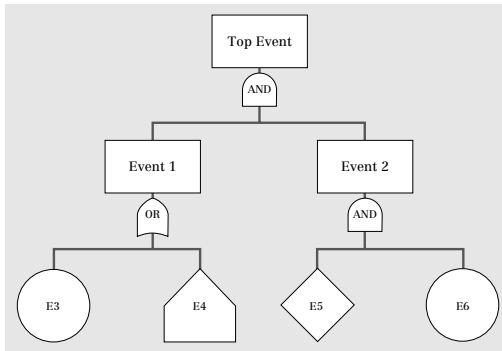 Top Event
AND
Event 1
Event 2
OR
AND
E3
E4
E5
E6